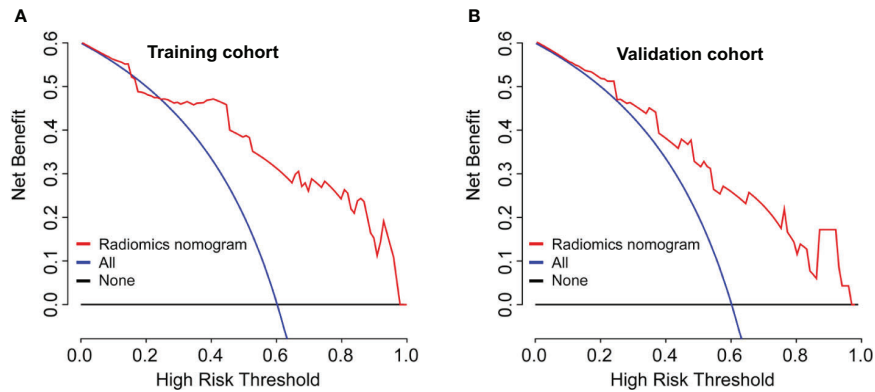 A
Training cohort
Net Benefit
0.6
0.5
0.4
0.3
0.2
0.1
0.0
Radiomics nomogram
All
None
0.0 0.2 0.4 0.6 0.8 1.0
High Risk Threshold
B
Validation cohort
Net Benefit
0.6
0.5
0.4
0.3
0.2
0.1
0.0
Radiomics nomogram
All
None
0.0 0.2 0.4 0.6 0.8 1.0
High Risk Threshold